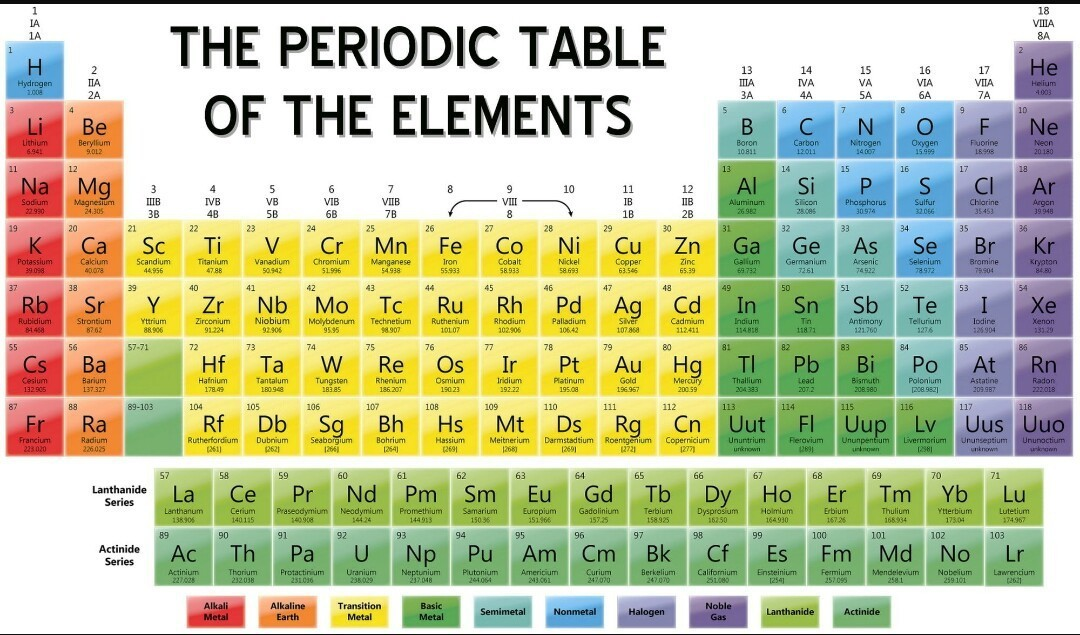 THE PERIODIC TABLE
OF THE ELEMENTS
1
IA
1A
18
VIIIA
8A
1 2
H He
Hydrogen Helium
1.008 4.003
2 13 14 15 16 17
IIA IIIA IVA VA VIA VIIA
2A 3A 4A 5A 6A 7A
3 4 5 6 7 8 9 10
Li Be B C N O F Ne
Lithium Beryllium Boron Carbon Nitrogen Oxygen Fluorine Neon
6.941 9.012 10.811 12.011 14.007 15.999 18.998 20.180
11 12 13 14 15 16 17 18
Na Mg Al Si P S Cl Ar
Sodium Magnesium Aluminum Silicon Phosphorus Sulfur Chlorine Argon
22.990 24.305 26.982 28.086 30.974 32.066 35.453 39.948
3 4 5 6 7 8 9 10 11 12
IIIB IVB VB VIB VIIB VIII IB IIB
3B 4B 5B 6B 7B 8 1B 2B
19 20 21 22 23 24 25 26 27 28 29 30 31 32 33 34 35 36
K Ca Sc Ti V Cr Mn Fe Co Ni Cu Zn Ga Ge As Se Br Kr
Potassium Calcium Scandium Titanium Vanadium Chromium Manganese Iron Cobalt Nickel Copper Zinc Gallium Germanium Arsenic Selenium Bromine Krypton
39.098 40.078 44.956 47.88 50.942 51.996 54.938 55.933 58.933 58.693 63.546 65.39 69.732 72.61 74.922 78.972 79.904 84.80
37 38 39 40 41 42 43 44 45 46 47 48 49 50 51 52 53 54
Rb Sr Y Zr Nb Mo Tc Ru Rh Pd Ag Cd In Sn Sb Te I Xe
Rubidium Strontium Yttrium Zirconium Niobium Molybdenum Technetium Ruthenium Rhodium Palladium Silver Cadmium Indium Tin Antimony Tellurium Iodine Xenon
84.468 87.62 88.906 91.224 92.906 95.95 98.907 101.07 102.906 106.42 107.868 112.411 114.818 118.71 121.760 127.6 126.904 131.29
55 56 57-71 72 73 74 75 76 77 78 79 80 81 82 83 84 85 86
Cs Ba Hf Ta W Re Os Ir Pt Au Hg Tl Pb Bi Po At Rn
Cesium Barium Hafnium Tantalum Tungsten Rhenium Osmium Iridium Platinum Gold Mercury Thallium Lead Bismuth Polonium Astatine Radon
132.905 137.327 178.49 180.948 183.85 186.207 190.23 192.22 195.08 196.967 200.59 204.383 207.2 208.980 [208.982] 209.987 222.018
87 88 89-103 104 105 106 107 108 109 110 111 112 113 114 115 116 117 118
Fr Ra Rf Db Sg Bh Hs Mt Ds Rg Cn Uut Fl Uup Lv Uus Uuo
Francium Radium Rutherfordium Dubnium Seaborgium Bohrium Hassium Meitnerium Darmstadtium Roentgenium Copernicium Ununtrium Flerovium Ununpentium Livermorium Ununseptium Ununoctium
223.020 226.025 [261] [262] [266] [264] [269] [268] [269] [272] [277] unknown [289] unknown [298] unknown unknown
Lanthanide
Series
57 58 59 60 61 62 63 64 65 66 67 68 69 70 71
La Ce Pr Nd Pm Sm Eu Gd Tb Dy Ho Er Tm Yb Lu
Lanthanum Cerium Praseodymium Neodymium Promethium Samarium Europium Gadolinium Terbium Dysprosium Holmium Erbium Thulium Ytterbium Lutetium
138.906 140.115 140.908 144.24 144.913 150.36 151.966 157.25 158.925 162.50 164.930 167.26 168.934 173.04 174.967
Actinide
Series
89 90 91 92 93 94 95 96 97 98 99 100 101 102 103
Ac Th Pa U Np Pu Am Cm Bk Cf Es Fm Md No Lr
Actinium Thorium Protactinium Uranium Neptunium Plutonium Americium Curium Berkelium Californium Einsteinium Fermium Mendelevium Nobelium Lawrencium
227.028 232.038 231.036 238.029 237.048 244.064 243.061 247.070 247.070 251.080 [254] 257.095 258.1 259.101 [262]
Alkali Metal
Alkaline Earth
Transition Metal
Basic Metal
Semimetal
Nonmetal
Halogen
Noble Gas
Lanthanide
Actinide